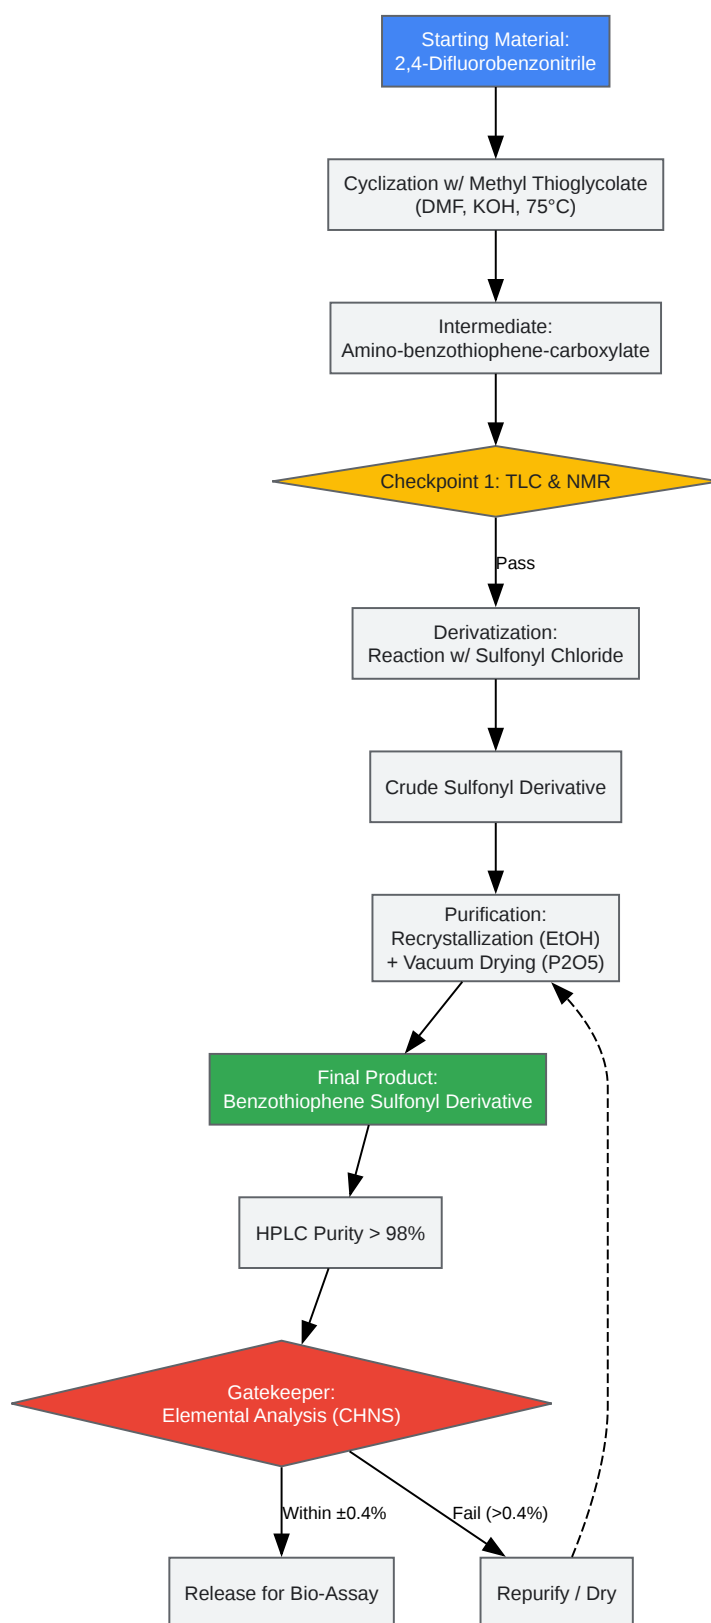 Starting Material:
2,4-Difluorobenzonitrile
Cyclization w/ Methyl Thioglycolate
(DMF, KOH, 75°C)
Intermediate:
Amino-benzothiophene-carboxylate
Checkpoint 1: TLC & NMR
Pass
Derivatization:
Reaction w/ Sulfonyl Chloride
Crude Sulfonyl Derivative
Purification:
Recrystallization (EtOH)
+ Vacuum Drying (P2O5)
Final Product:
Benzothiophene Sulfonyl Derivative
HPLC Purity > 98%
Gatekeeper:
Elemental Analysis (CHNS)
Within ±0.4%
Fail (>0.4%)
Release for Bio-Assay
Repurify / Dry